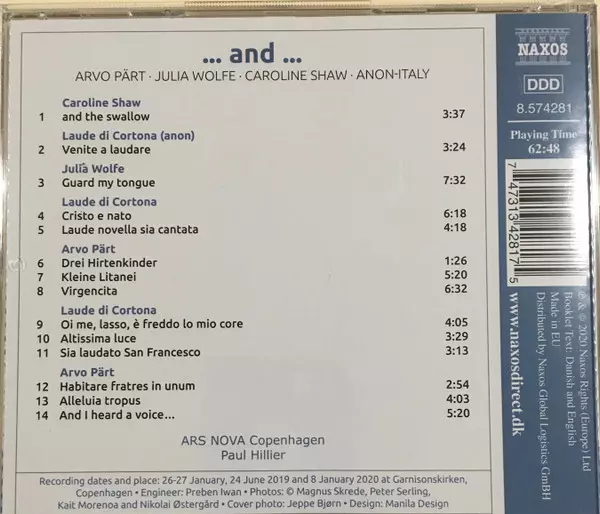 ... and ...
ARVO PÄRT · JULIA WOLFE · CAROLINE SHAW · ANON-ITALY
Caroline Shaw
1 and the swallow 3:37
Laude di Cortona (anon)
2 Venite a laudare 3:24
Julia Wolfe
3 Guard my tongue 7:32
Laude di Cortona
4 Cristo e nato 6:18
5 Laude novella sia cantata 4:18
Arvo Pärt
6 Drei Hirtenkinder 1:26
7 Kleine Litanei 5:20
8 Virgencita 6:32
Laude di Cortona
9 Oi me, lasso, è freddo lo mio core 4:05
10 Altissima luce 3:29
11 Sia laudato San Francesco 3:13
Arvo Pärt
12 Habitare fratres in unum 2:54
13 Alleluia tropus 4:03
14 And I heard a voice... 5:20
ARS NOVA Copenhagen
Paul Hillier
Recording dates and place: 26-27 January, 24 June 2019 and 8 January 2020 at Garnisonskirken,
Copenhagen • Engineer: Preben Iwan • Photos: © Magnus Skrede, Peter Serling,
Kait Morenoa and Nikolai Østergård • Cover photo: Jeppe Bjørn • Design: Manila Design
NAXOS
DDD
8.574281
Playing Time
62:48
7 47313 42817 5
℗ & © 2020 Naxos Rights (Europe) Ltd
Booklet Text: Danish and English
Made in EU
Distributed by Naxos Global Logistics GmbH
www.naxosdirect.dk